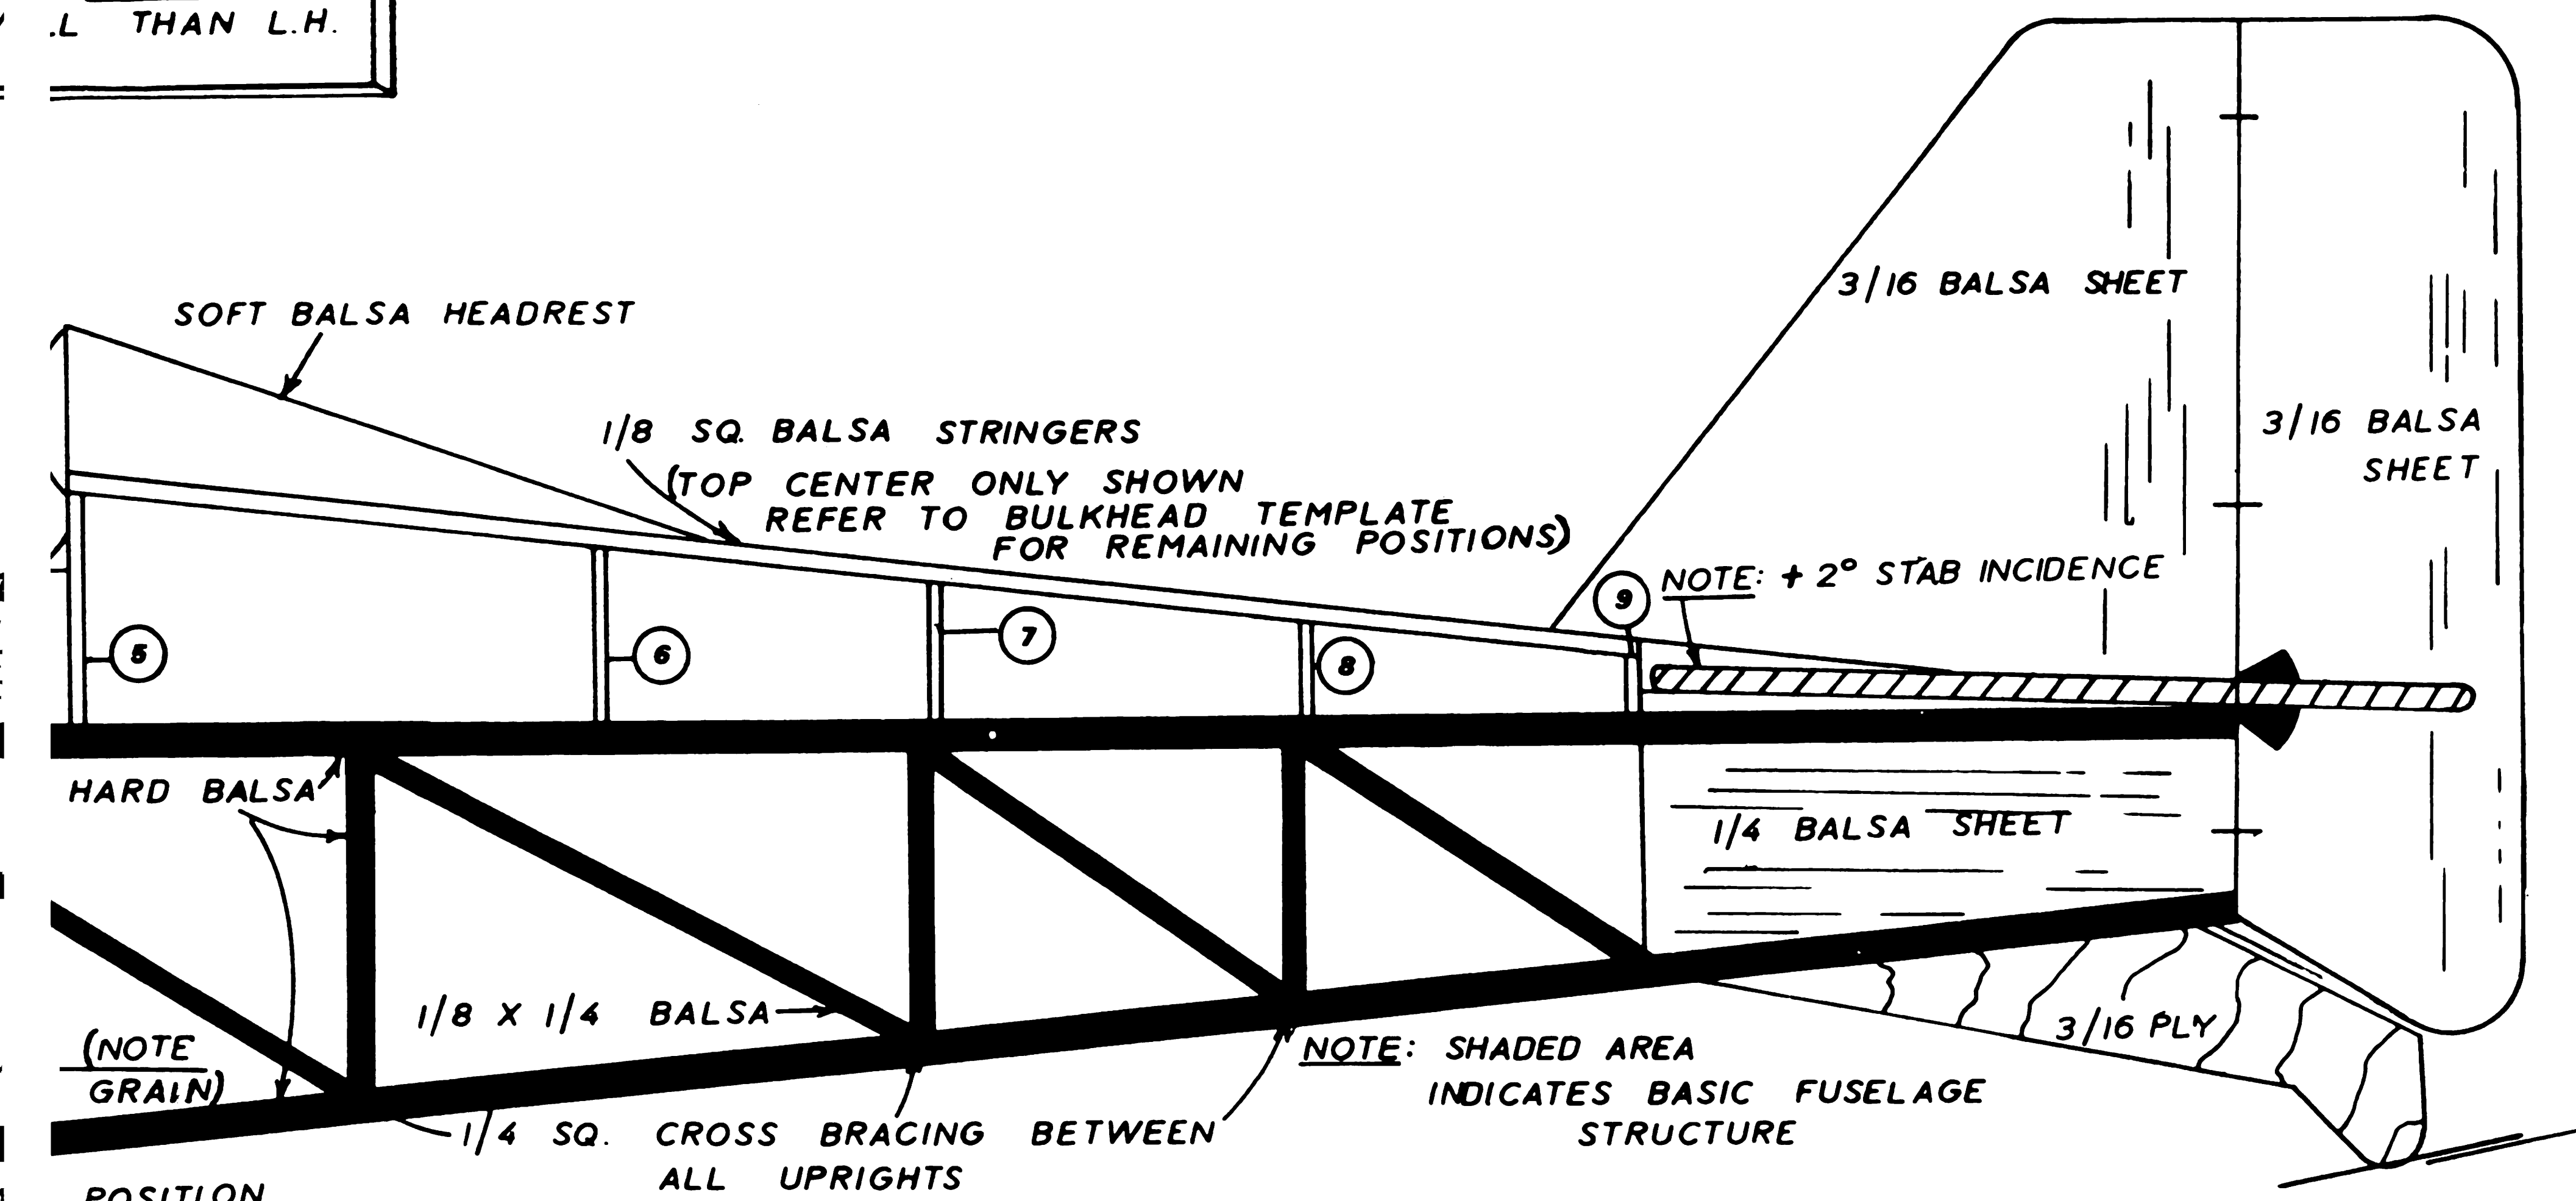 THAN L.H.
SOFT BALSA HEADREST
1/8 SQ. BALSA STRINGERS
(TOP CENTER ONLY SHOWN
REFER TO BULKHEAD TEMPLATE
FOR REMAINING POSITIONS)
3/16 BALSA SHEET
3/16 BALSA
SHEET
NOTE: + 2° STAB INCIDENCE
5
6
7
8
9
HARD BALSA
1/4 BALSA SHEET
1/8 X 1/4 BALSA
(NOTE
GRAIN)
3/16 PLY
NOTE: SHADED AREA
INDICATES BASIC FUSELAGE
STRUCTURE
1/4 SQ. CROSS BRACING BETWEEN
ALL UPRIGHTS
POSITION